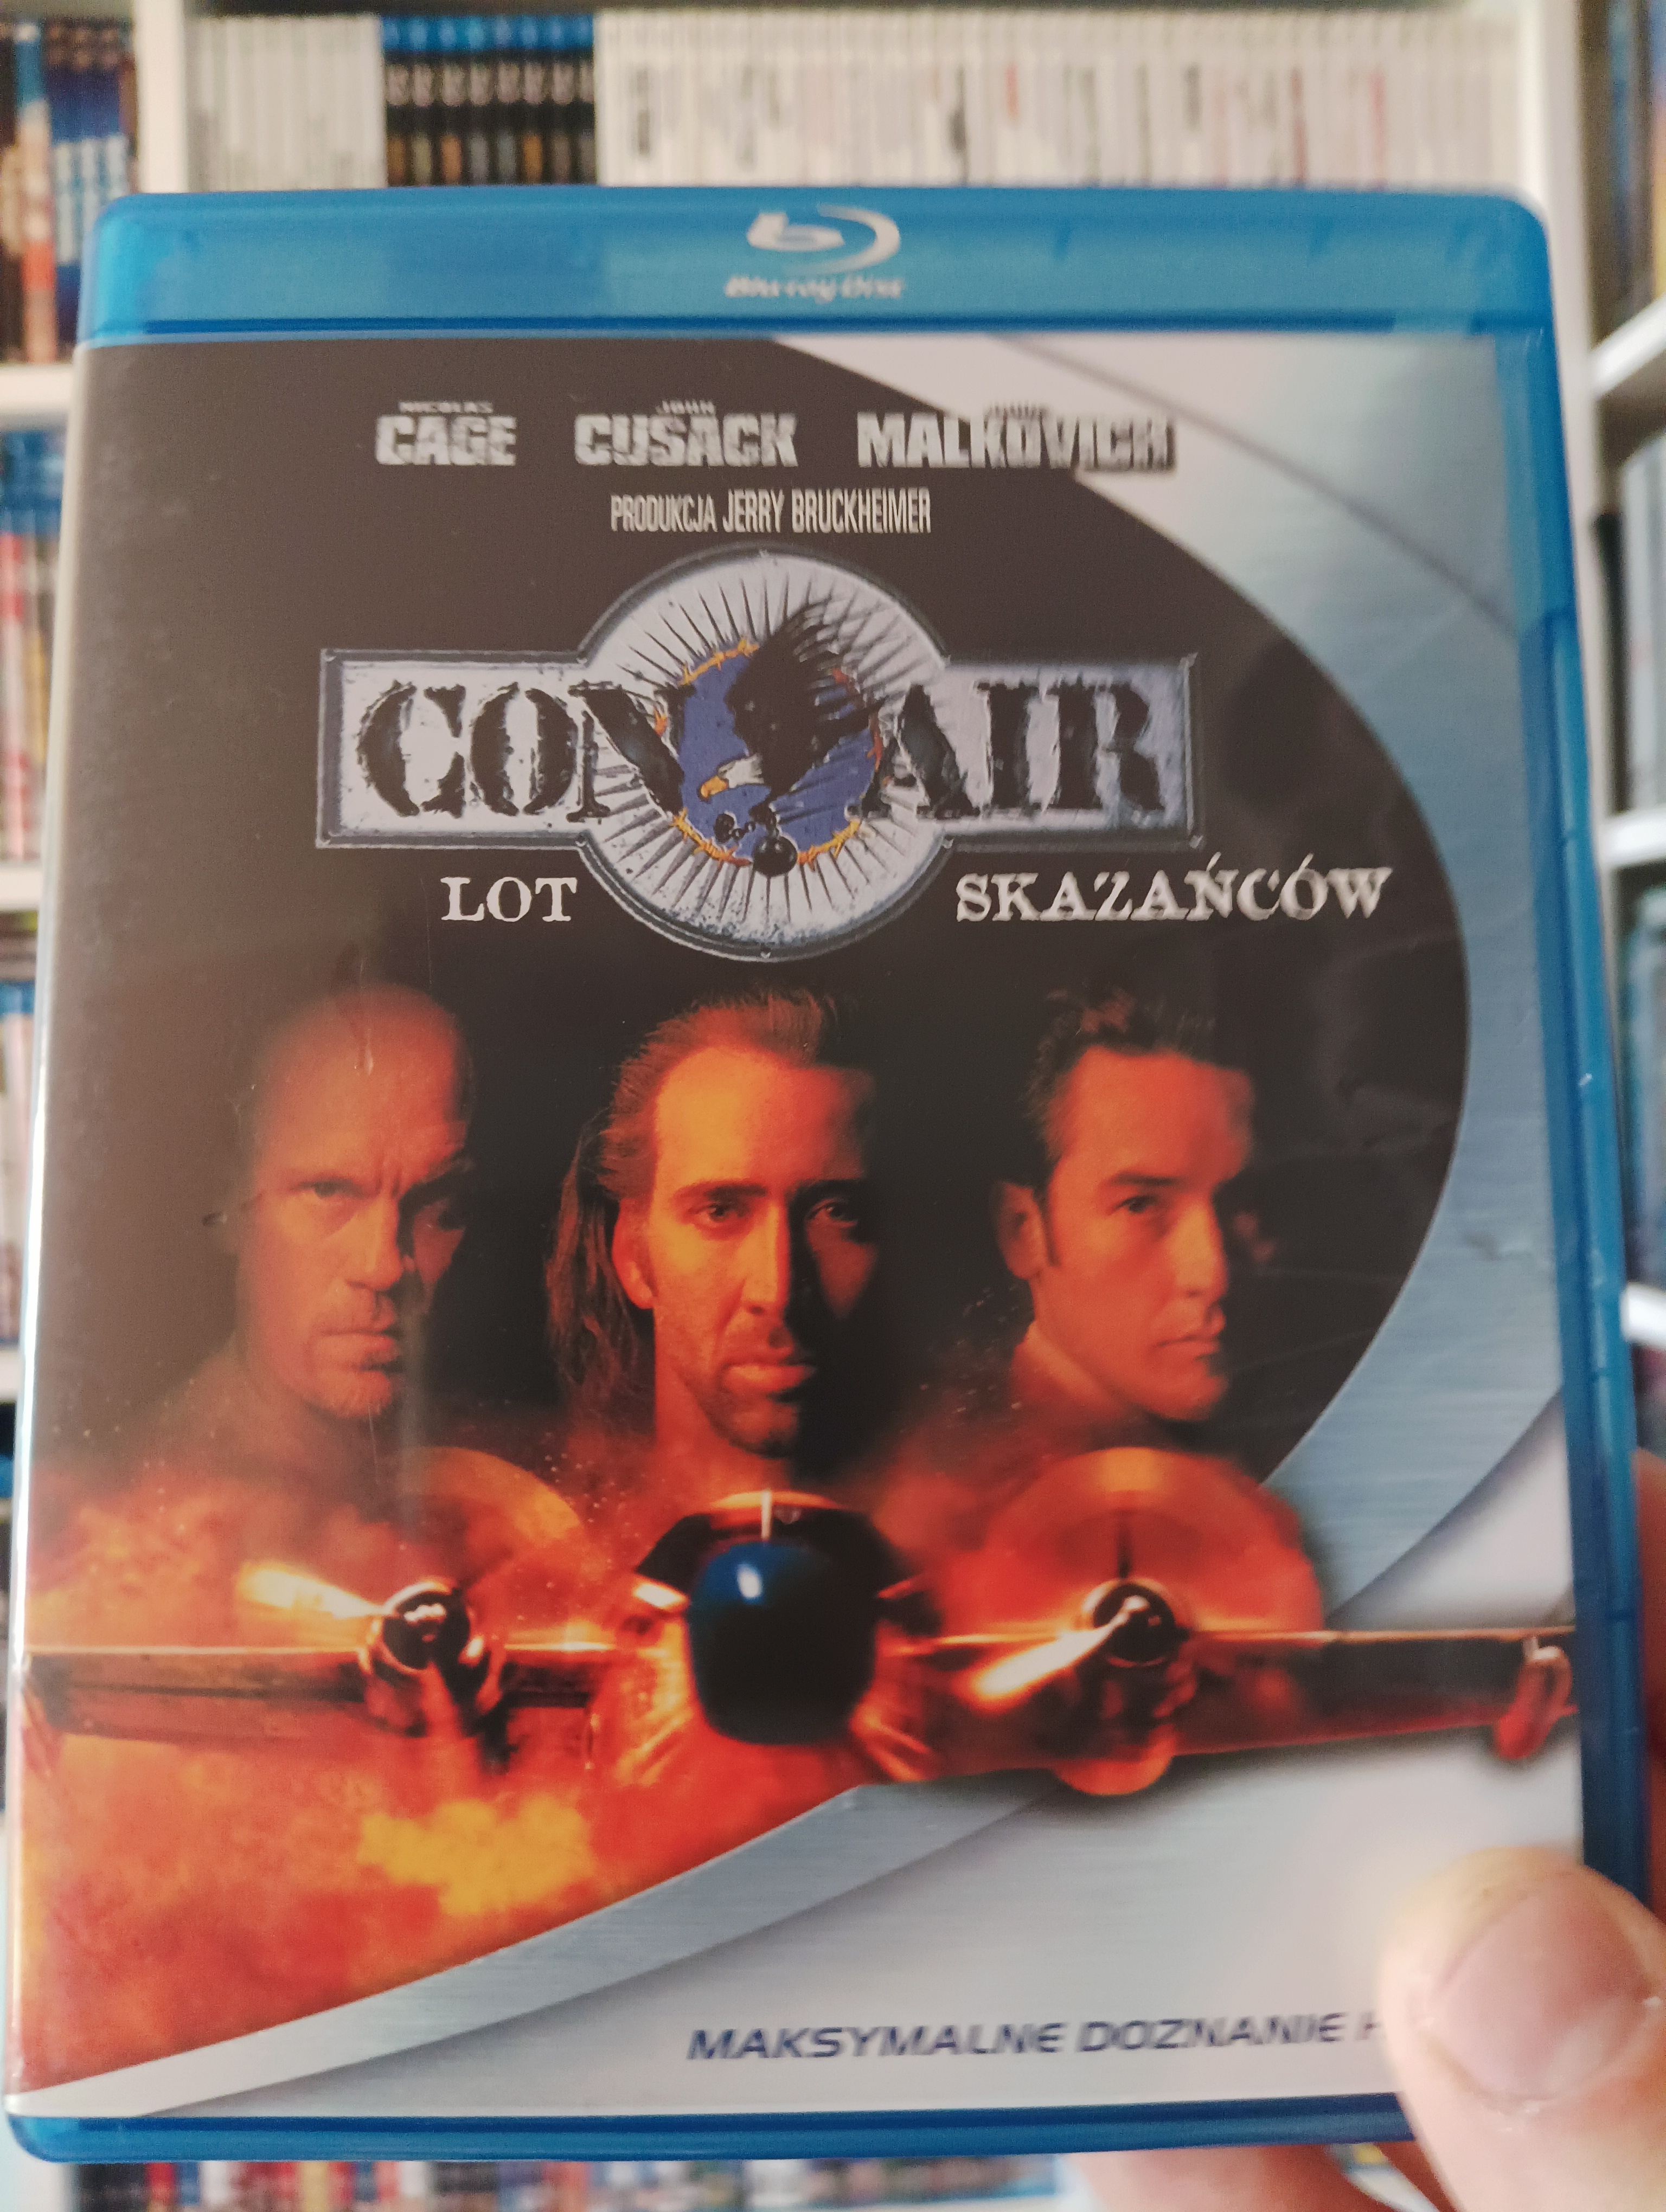 Blu-ray Disc
NICOLAS JOHN JOHN
CAGE CUSACK MALKOVICH
PRODUKCJA JERRY BRUCKHEIMER
CON AIR
LOT SKAZAŃCÓW
MAKSYMALNE DOZNANIE